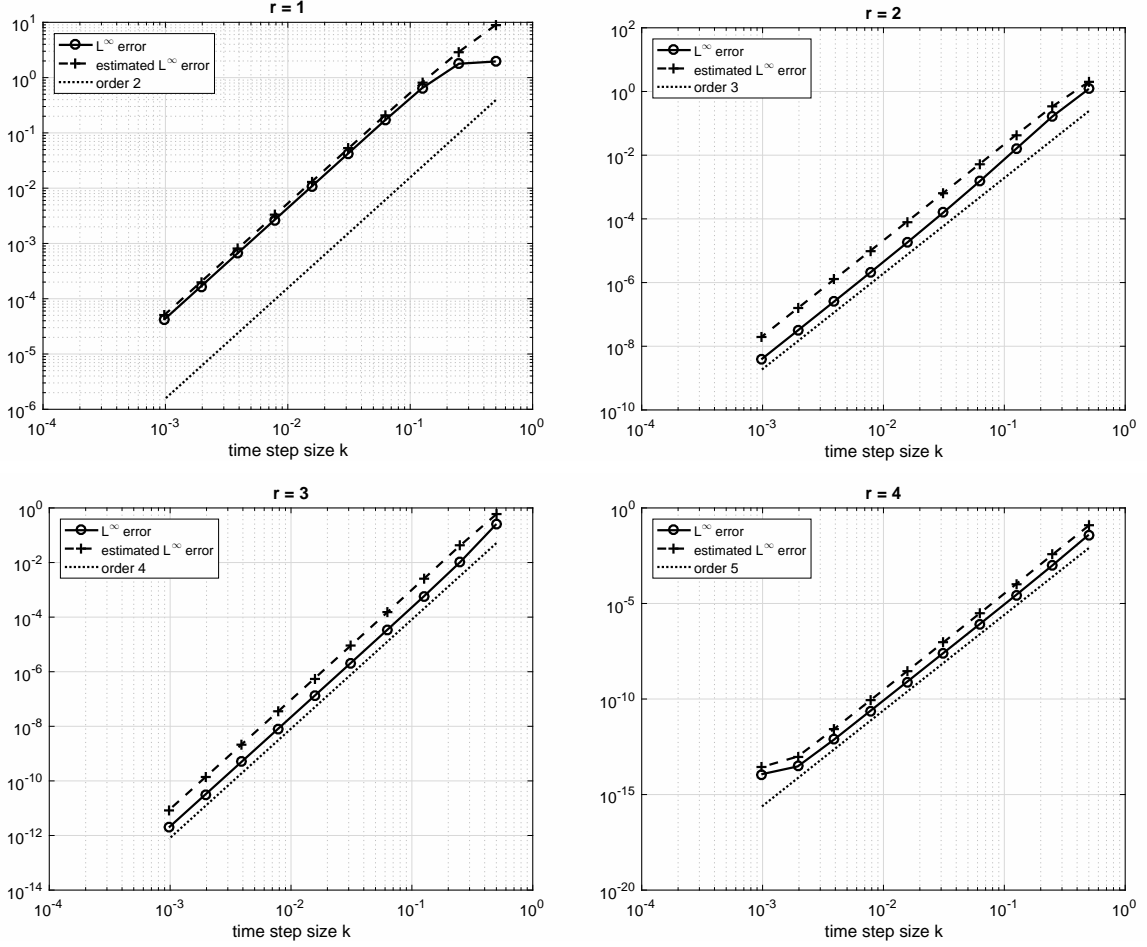 r = 1
10^1
10^0
10^-1
10^-2
10^-3
10^-4
10^-5
10^-6
L^∞ error
estimated L^∞ error
order 2
10^-4
10^-3
10^-2
10^-1
10^0
time step size k
r = 2
10^2
10^0
10^-2
10^-4
10^-6
10^-8
10^-10
L^∞ error
estimated L^∞ error
order 3
10^-4
10^-3
10^-2
10^-1
10^0
time step size k
r = 3
10^0
10^-2
10^-4
10^-6
10^-8
10^-10
10^-12
10^-14
L^∞ error
estimated L^∞ error
order 4
10^-4
10^-3
10^-2
10^-1
10^0
time step size k
r = 4
10^0
10^-5
10^-10
10^-15
10^-20
L^∞ error
estimated L^∞ error
order 5
10^-4
10^-3
10^-2
10^-1
10^0
time step size k